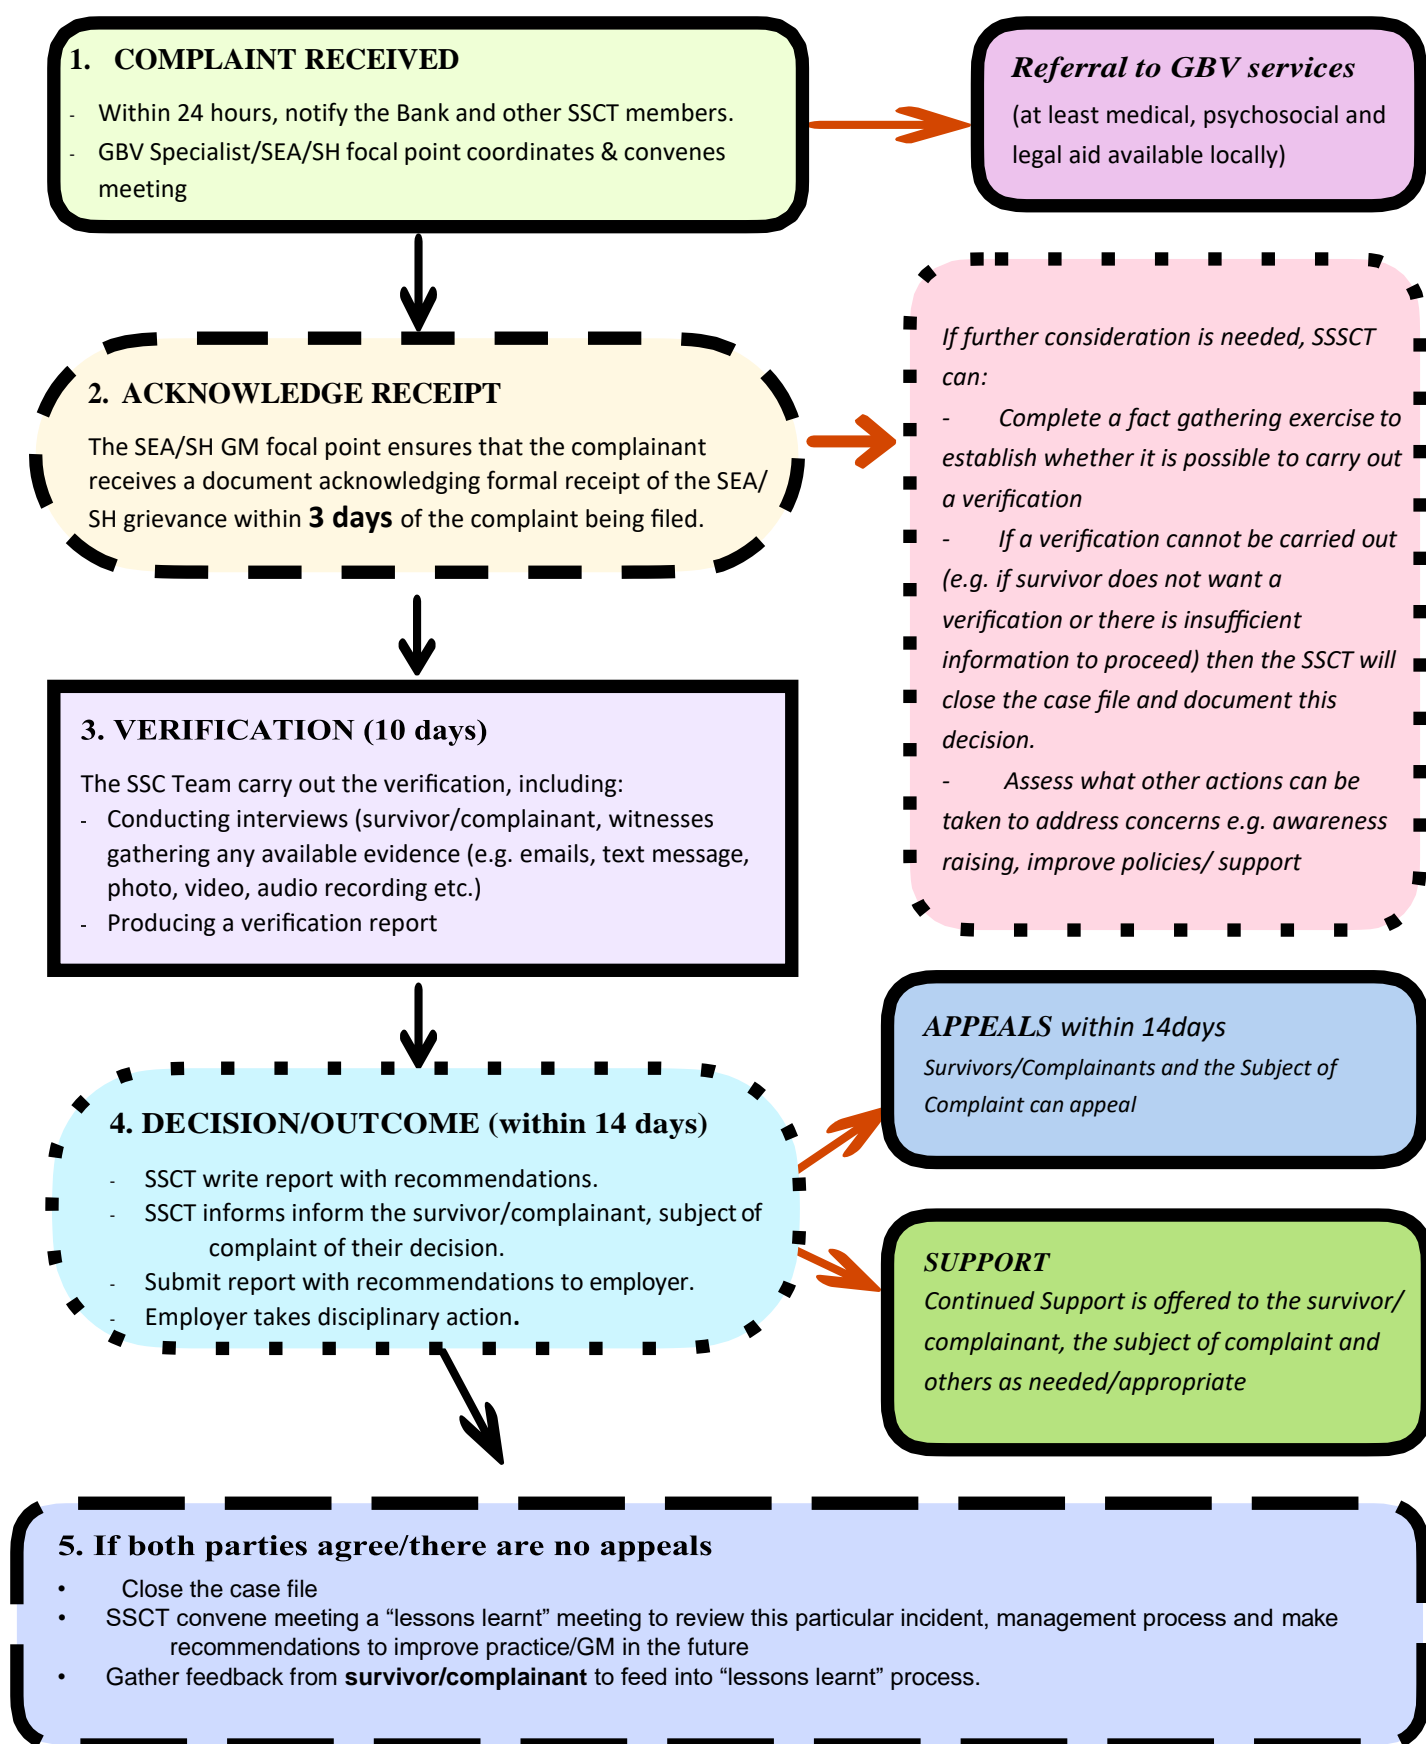 1. COMPLAINT RECEIVED
- Within 24 hours, notify the Bank and other SSCT members.
- GBV Specialist/SEA/SH focal point coordinates & convenes
meeting
Referral to GBV services
(at least medical, psychosocial and
legal aid available locally)
2. ACKNOWLEDGE RECEIPT
The SEA/SH GM focal point ensures that the complainant
receives a document acknowledging formal receipt of the SEA/
SH grievance within 3 days of the complaint being filed.
If further consideration is needed, SSSCT
can:
- Complete a fact gathering exercise to
establish whether it is possible to carry out
a verification
- If a verification cannot be carried out
(e.g. if survivor does not want a
verification or there is insufficient
information to proceed) then the SSCT will
close the case file and document this
decision.
- Assess what other actions can be
taken to address concerns e.g. awareness
raising, improve policies/ support
3. VERIFICATION (10 days)
The SSC Team carry out the verification, including:
- Conducting interviews (survivor/complainant, witnesses
gathering any available evidence (e.g. emails, text message,
photo, video, audio recording etc.)
- Producing a verification report
4. DECISION/OUTCOME (within 14 days)
- SSCT write report with recommendations.
- SSCT informs inform the survivor/complainant, subject of
complaint of their decision.
- Submit report with recommendations to employer.
- Employer takes disciplinary action.
APPEALS within 14days
Survivors/Complainants and the Subject of
Complaint can appeal
SUPPORT
Continued Support is offered to the survivor/
complainant, the subject of complaint and
others as needed/appropriate
5. If both parties agree/there are no appeals
• Close the case file
• SSCT convene meeting a “lessons learnt” meeting to review this particular incident, management process and make
recommendations to improve practice/GM in the future
• Gather feedback from survivor/complainant to feed into “lessons learnt” process.